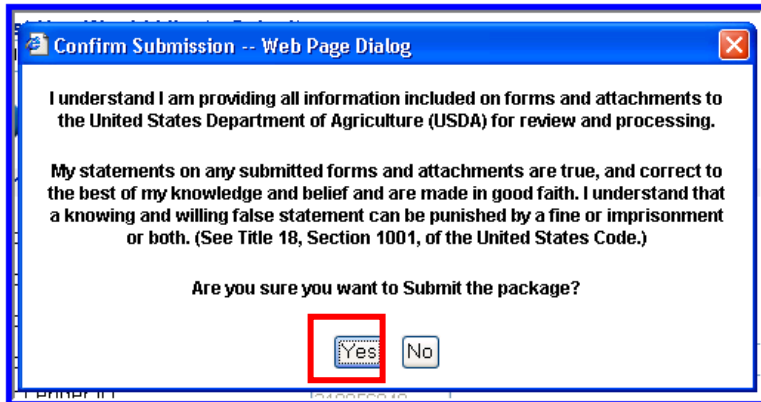 Confirm Submission -- Web Page Dialog
I understand I am providing all information included on forms and attachments to
the United States Department of Agriculture (USDA) for review and processing.
My statements on any submitted forms and attachments are true, and correct to
the best of my knowledge and belief and are made in good faith. I understand that
a knowing and willing false statement can be punished by a fine or imprisonment
or both. (See Title 18, Section 1001, of the United States Code.)
Are you sure you want to Submit the package?
Yes No